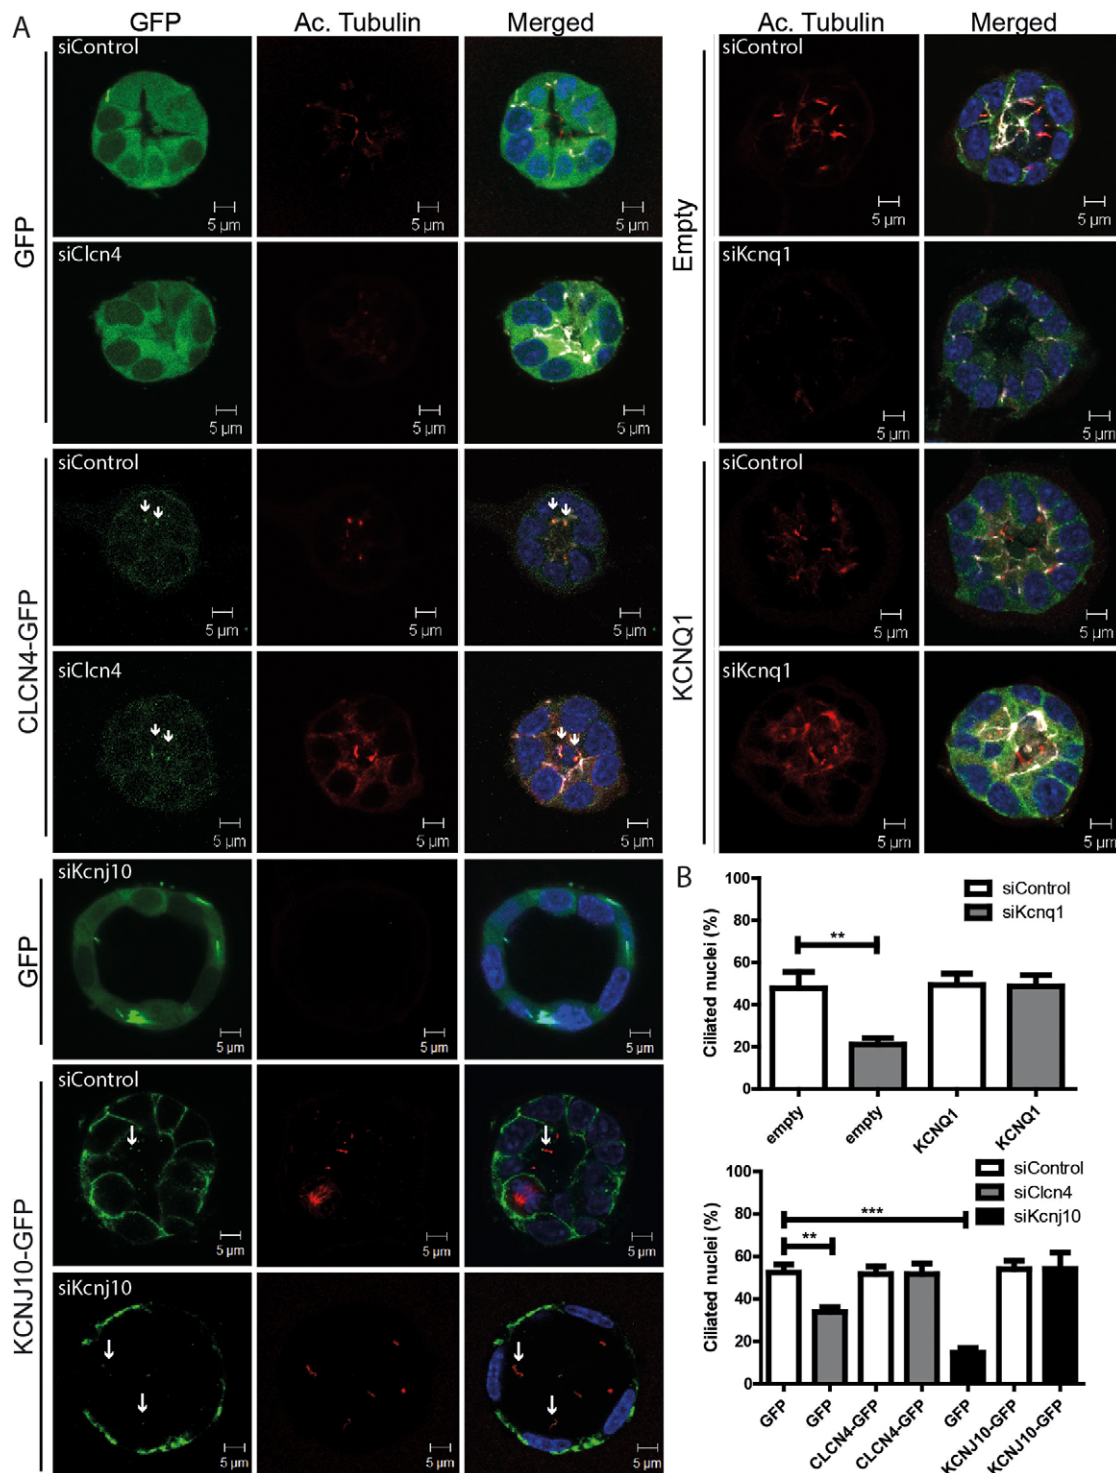 A
GFP
Ac. Tubulin
Merged
Ac. Tubulin
Merged
GFP
siControl
5 µm
5 µm
5 µm
siClcn4
5 µm
5 µm
5 µm
CLCN4-GFP
siControl
5 µm
5 µm
5 µm
siClcn4
5 µm
5 µm
5 µm
GFP
siKcnj10
5 µm
5 µm
5 µm
KCNJ10-GFP
siControl
5 µm
5 µm
5 µm
siKcnj10
5 µm
5 µm
5 µm
Empty
siControl
5 µm
5 µm
siKcnq1
5 µm
5 µm
KCNQ1
siControl
5 µm
5 µm
siKcnq1
5 µm
5 µm
B
Ciliated nuclei (%)
100
80
60
40
20
0
**
siControl
siKcnq1
empty
empty
KCNQ1
KCNQ1
Ciliated nuclei (%)
100
80
60
40
20
0
***
**
siControl
siClcn4
siKcnj10
GFP
GFP
CLCN4-GFP
CLCN4-GFP
GFP
KCNJ10-GFP
KCNJ10-GFP